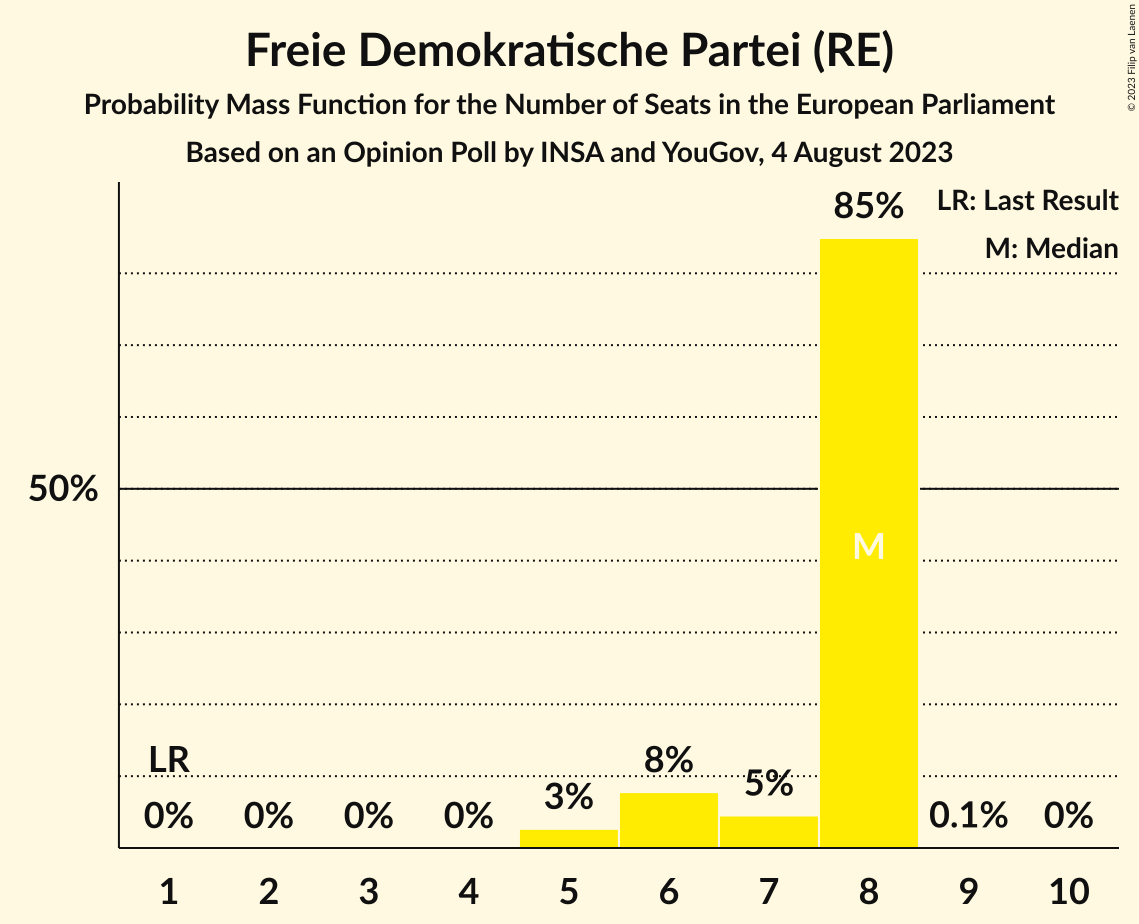 Freie Demokratische Partei (RE)
Probability Mass Function for the Number of Seats in the European Parliament
Based on an Opinion Poll by INSA and YouGov, 4 August 2023
© 2023 Filip van Laenen
85%
LR: Last Result
M: Median
50%
M
LR
8%
3%
5%
0%
0%
0%
0%
0.1%
0%
1
2
3
4
5
6
7
8
9
10